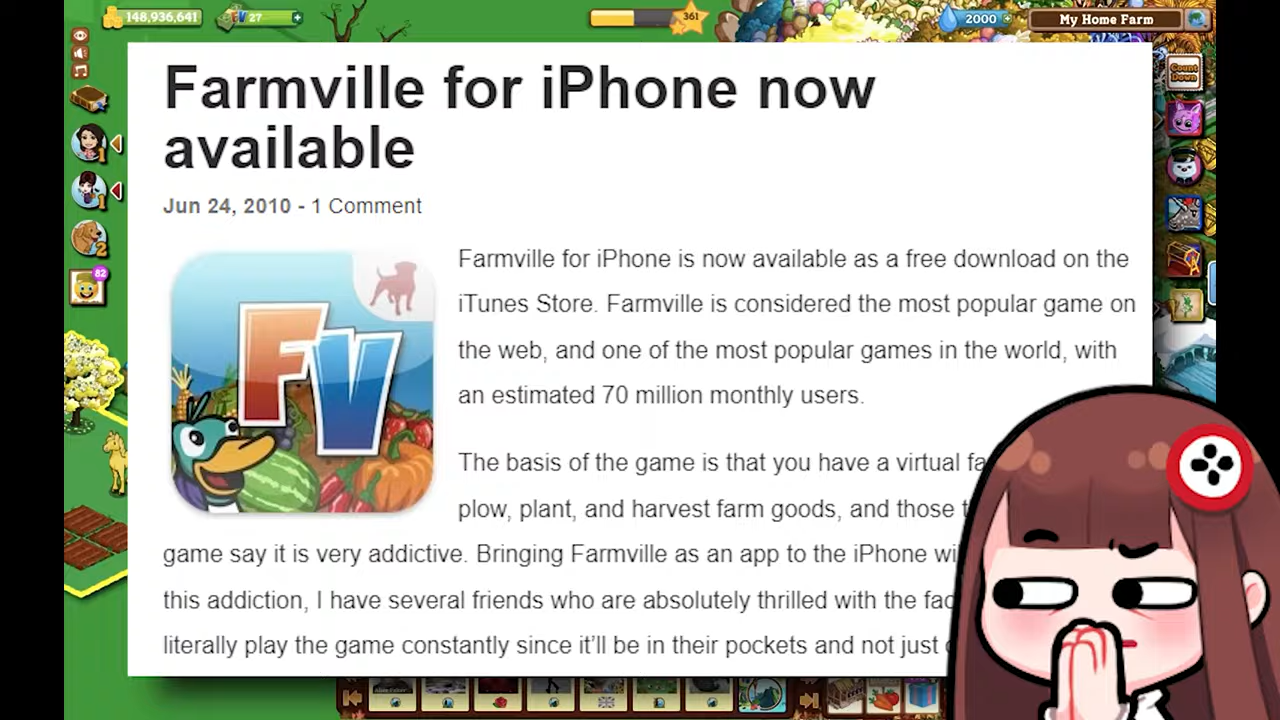 148,936,641
27
361
2000
My Home Farm
Farmville for iPhone now
available
Jun 24, 2010 - 1 Comment
Count
Down
1
1
2
82
FV
Farmville for iPhone is now available as a free download on the
iTunes Store. Farmville is considered the most popular game on
the web, and one of the most popular games in the world, with
an estimated 70 million monthly users.
The basis of the game is that you have a virtual
plow, plant, and harvest farm goods, and those
game say it is very addictive. Bringing Farmville as an app to the iPhone
this addiction, I have several friends who are absolutely thrilled with the
literally play the game constantly since it'll be in their pockets and not just